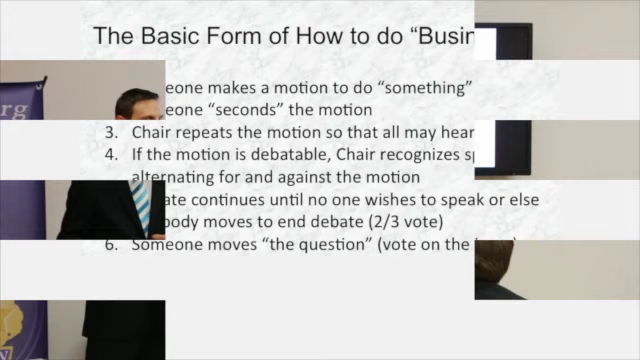 The Basic Form of How to do “Busin
eone makes a motion to do “something”
eone “seconds” the motion
3. Chair repeats the motion so that all may hear
4. If the motion is debatable, Chair recognizes
alternating for and against the motion
ate continues until no one wishes to speak or else
body moves to end debate (2/3 vote)
6. Someone moves “the question” (vote on the
rg